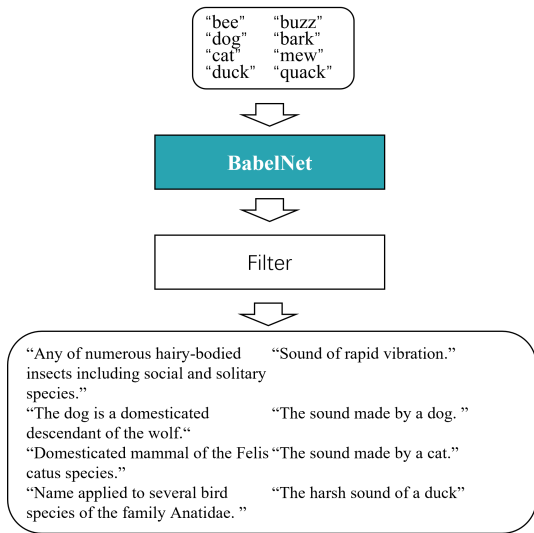 “bee” “buzz”
“dog” “bark”
“cat” “mew”
“duck” “quack”
BabelNet
Filter
“Any of numerous hairy-bodied “Sound of rapid vibration.”
insects including social and solitary
species.”
“The dog is a domesticated “The sound made by a dog. ”
descendant of the wolf.“
“Domesticated mammal of the Felis “The sound made by a cat.”
catus species.”
“Name applied to several bird “The harsh sound of a duck”
species of the family Anatidae. ”